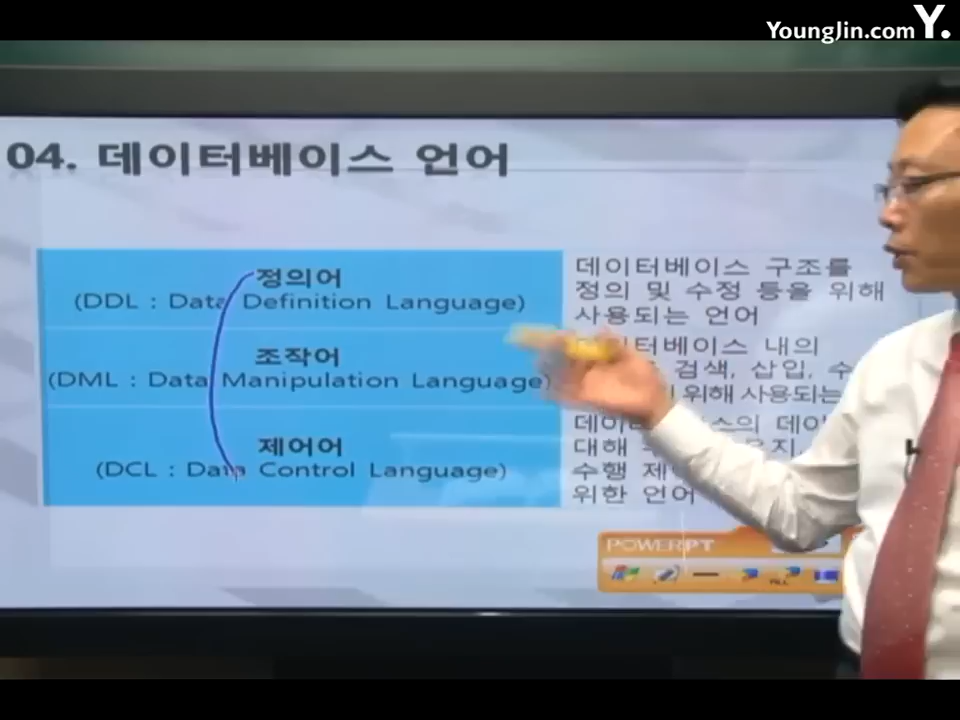 YoungJin.com Y.
04. 데이터베이스 언어
정의어
(DDL : Data Definition Language)
데이터베이스 구조를
정의 및 수정 등을 위해
사용되는 언어
조작어
(DML : Data Manipulation Language)
터베이스 내의
검색, 삽입, 수
위해 사용되는
제어어
(DCL : Data Control Language)
의 데이
대해
수행
위한 언어
POWERPT